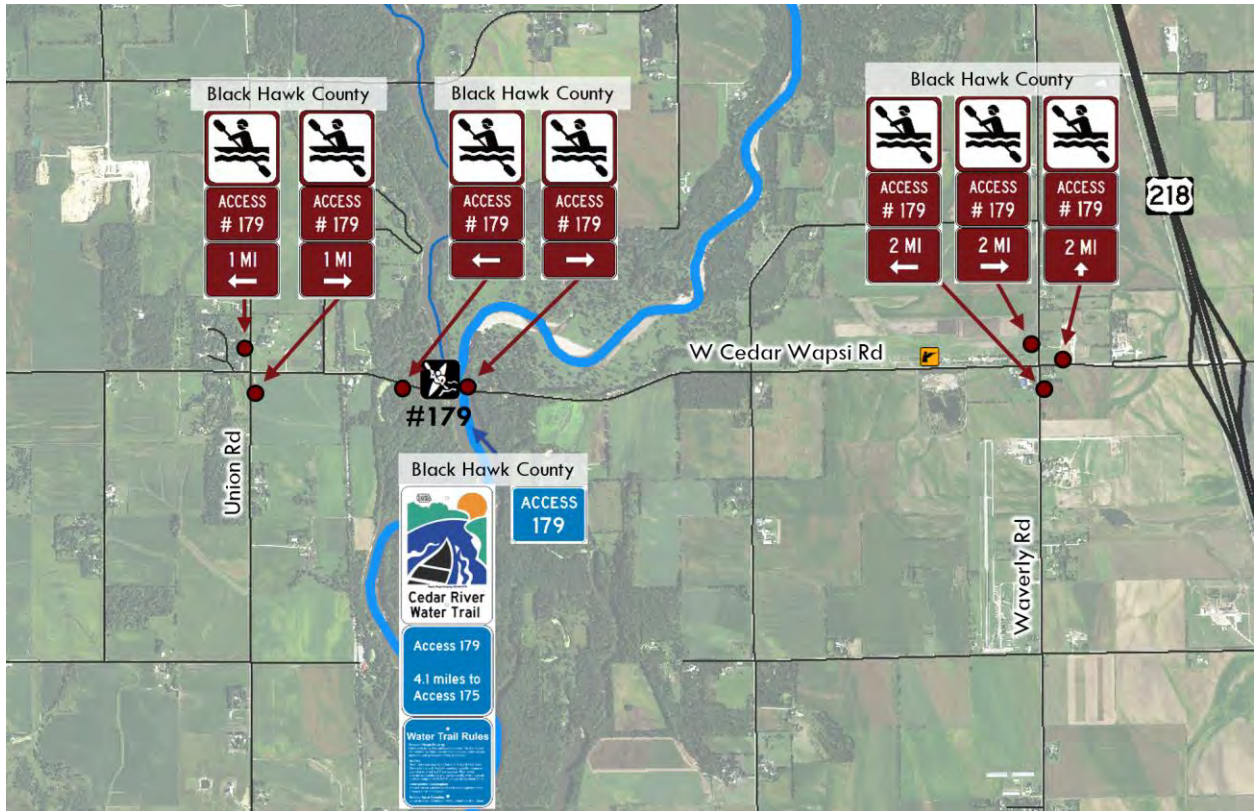 Black Hawk County
ACCESS
# 179
1 MI
ACCESS
# 179
1 MI
Black Hawk County
ACCESS
# 179
ACCESS
# 179
Black Hawk County
ACCESS
# 179
2 MI
ACCESS
# 179
2 MI
ACCESS
# 179
2 MI
218
W Cedar Wapsi Rd
#179
Union Rd
Waverly Rd
Black Hawk County
Cedar River
Water Trail
ACCESS
179
Access 179
4.1 miles to
Access 175
Water Trail Rules